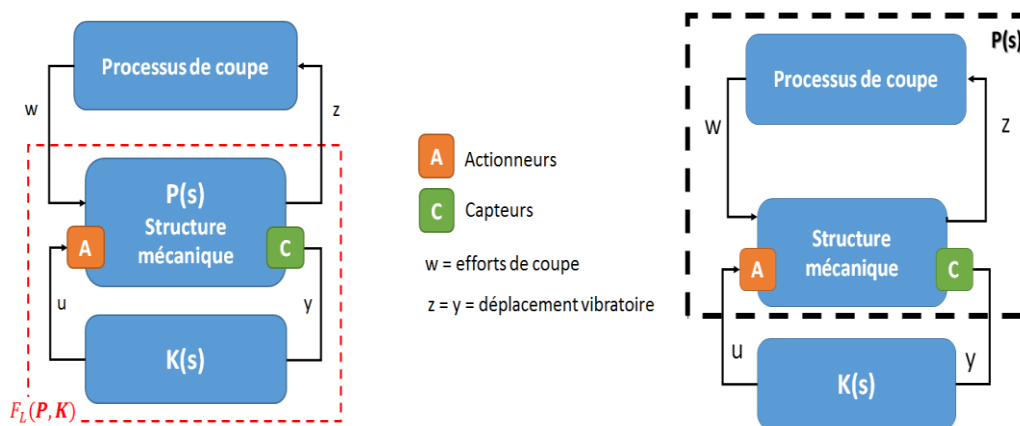 Processus de coupe
w
z
P(s)
Structure
mécanique
A
C
u
y
K(s)
F_L(P, K)
A Actionneurs
C Capteurs
w = efforts de coupe
z = y = déplacement vibratoire
P(s)
Processus de coupe
w
z
Structure
mécanique
A
C
u
y
K(s)